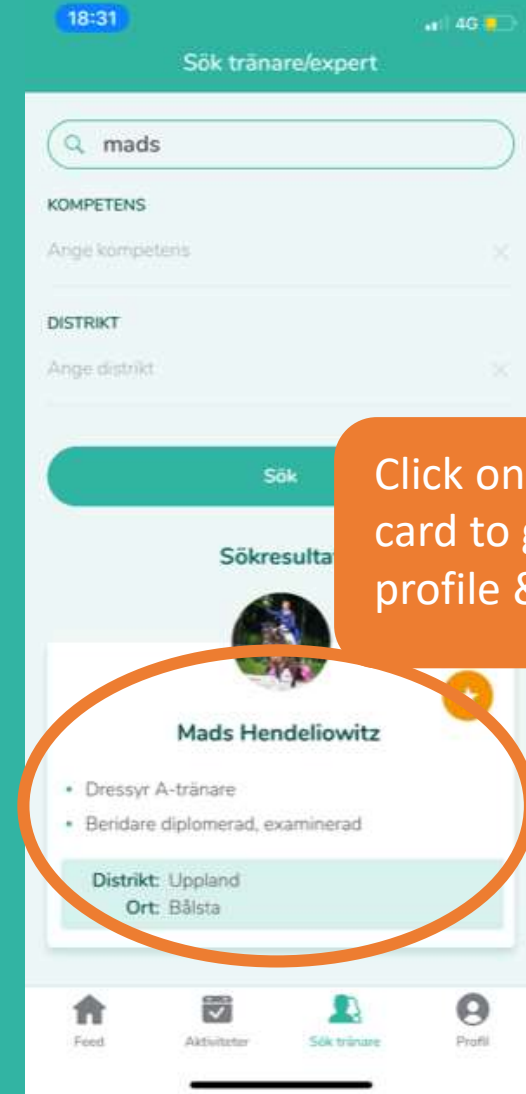 18:31
4G
Sök tränare/expert
mads
KOMPETENS
Ange kompetens
DISTRIKT
Ange distrikt
Sök
Click on
card to
profile &
Sökresulta
Mads Hendeliowitz
• Dressyr A-tränare
• Beridare diplomerad, examinerad
Distrikt: Uppland
Ort: Bålsta
Feed
Aktiviteter
Sök tränare
Profil